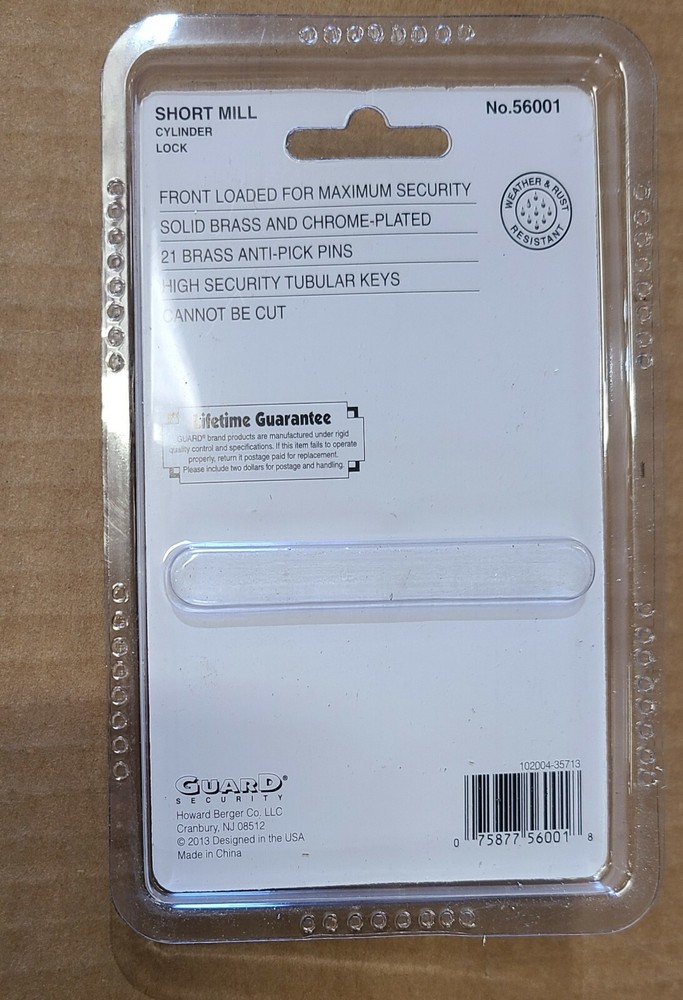 SHORT MILL
CYLINDER
LOCK
No.56001
FRONT LOADED FOR MAXIMUM SECURITY
SOLID BRASS AND CHROME-PLATED
21 BRASS ANTI-PICK PINS
HIGH SECURITY TUBULAR KEYS
CANNOT BE CUT
WEATHER & RUST
RESISTANT
Lifetime Guarantee
GUARD® brand products are manufactured under rigid
quality control and specifications. If this item fails to operate
properly, return it postage paid for replacement.
Please include two dollars for postage and handling.
GUARD®
SECURITY
Howard Berger Co. LLC
Cranbury, NJ 08512
© 2013 Designed in the USA
Made in China
102004-35713
0 75877 56001 8